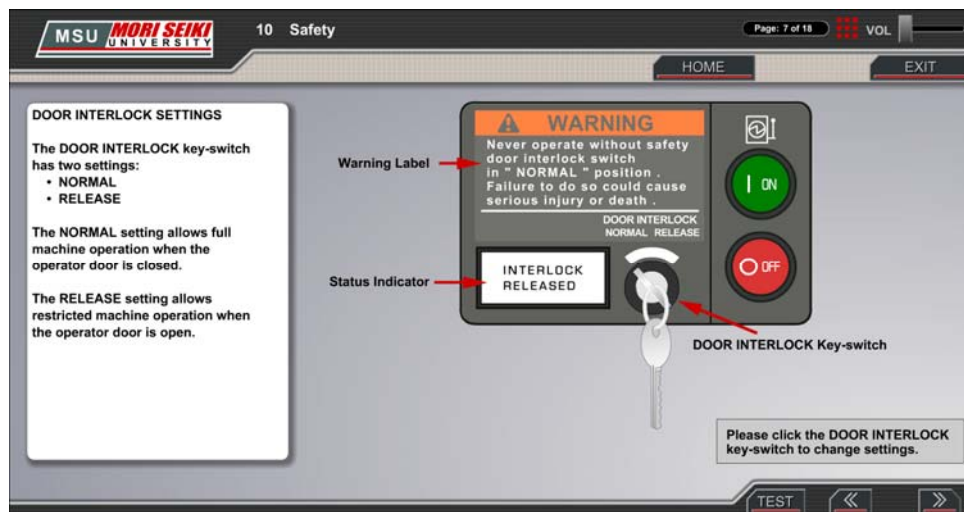 MSU MORI SEIKI
UNIVERSITY
10 Safety
Page: 7 of 18
VOL
HOME
EXIT
DOOR INTERLOCK SETTINGS
The DOOR INTERLOCK key-switch
has two settings:
• NORMAL
• RELEASE
The NORMAL setting allows full
machine operation when the
operator door is closed.
The RELEASE setting allows
restricted machine operation when
the operator door is open.
Warning Label
WARNING
Never operate without safety
door interlock switch
in " NORMAL " position .
Failure to do so could cause
serious injury or death .
DOOR INTERLOCK
NORMAL RELEASE
Status Indicator
INTERLOCK
RELEASED
ON
OFF
DOOR INTERLOCK Key-switch
Please click the DOOR INTERLOCK
key-switch to change settings.
TEST